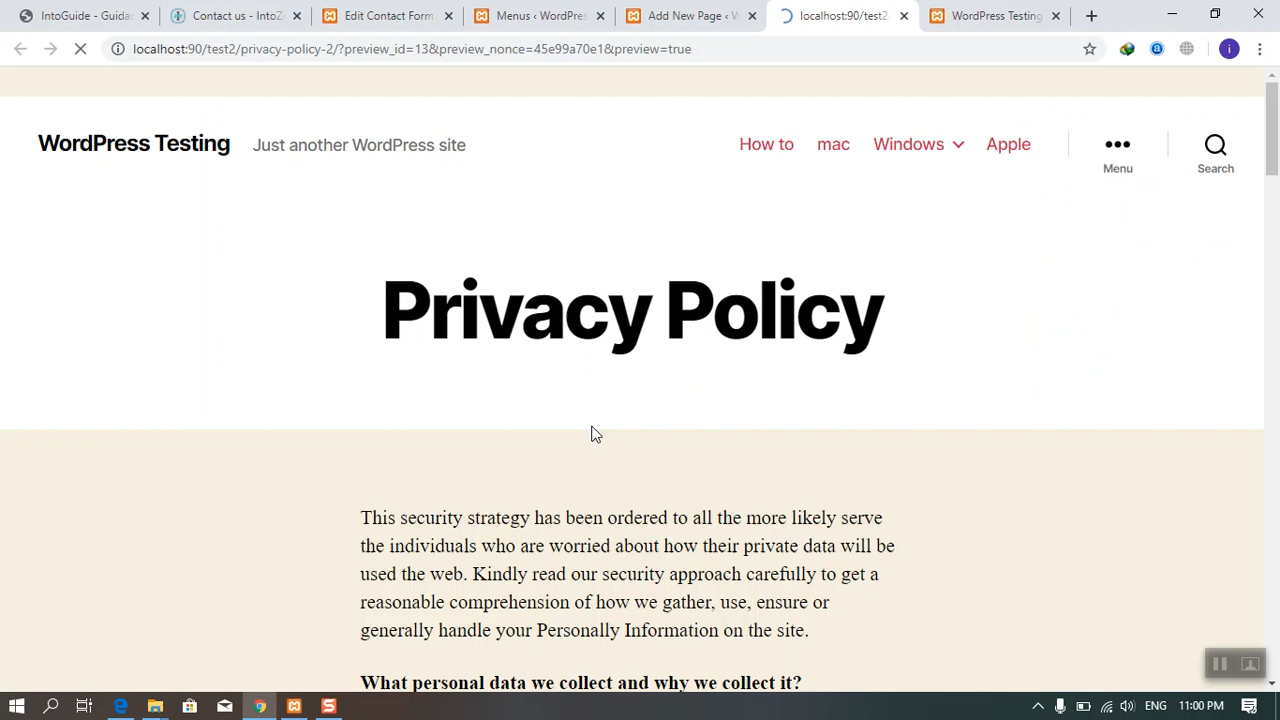 IntoGuide - Guidan
Contact us - IntoZi
Edit Contact Form
Menus ‹ WordPres
Add New Page ‹ W
localhost:90/test2/
WordPress Testing
localhost:90/test2/privacy-policy-2/?preview_id=13&preview_nonce=45e99a70e1&preview=true
i
WordPress Testing
Just another WordPress site
How to
mac
Windows
Apple
Menu
Search
Privacy Policy
This security strategy has been ordered to all the more likely serve
the individuals who are worried about how their private data will be
used the web. Kindly read our security approach carefully to get a
reasonable comprehension of how we gather, use, ensure or
generally handle your Personally Information on the site.
What personal data we collect and why we collect it?
ENG
11:00 PM